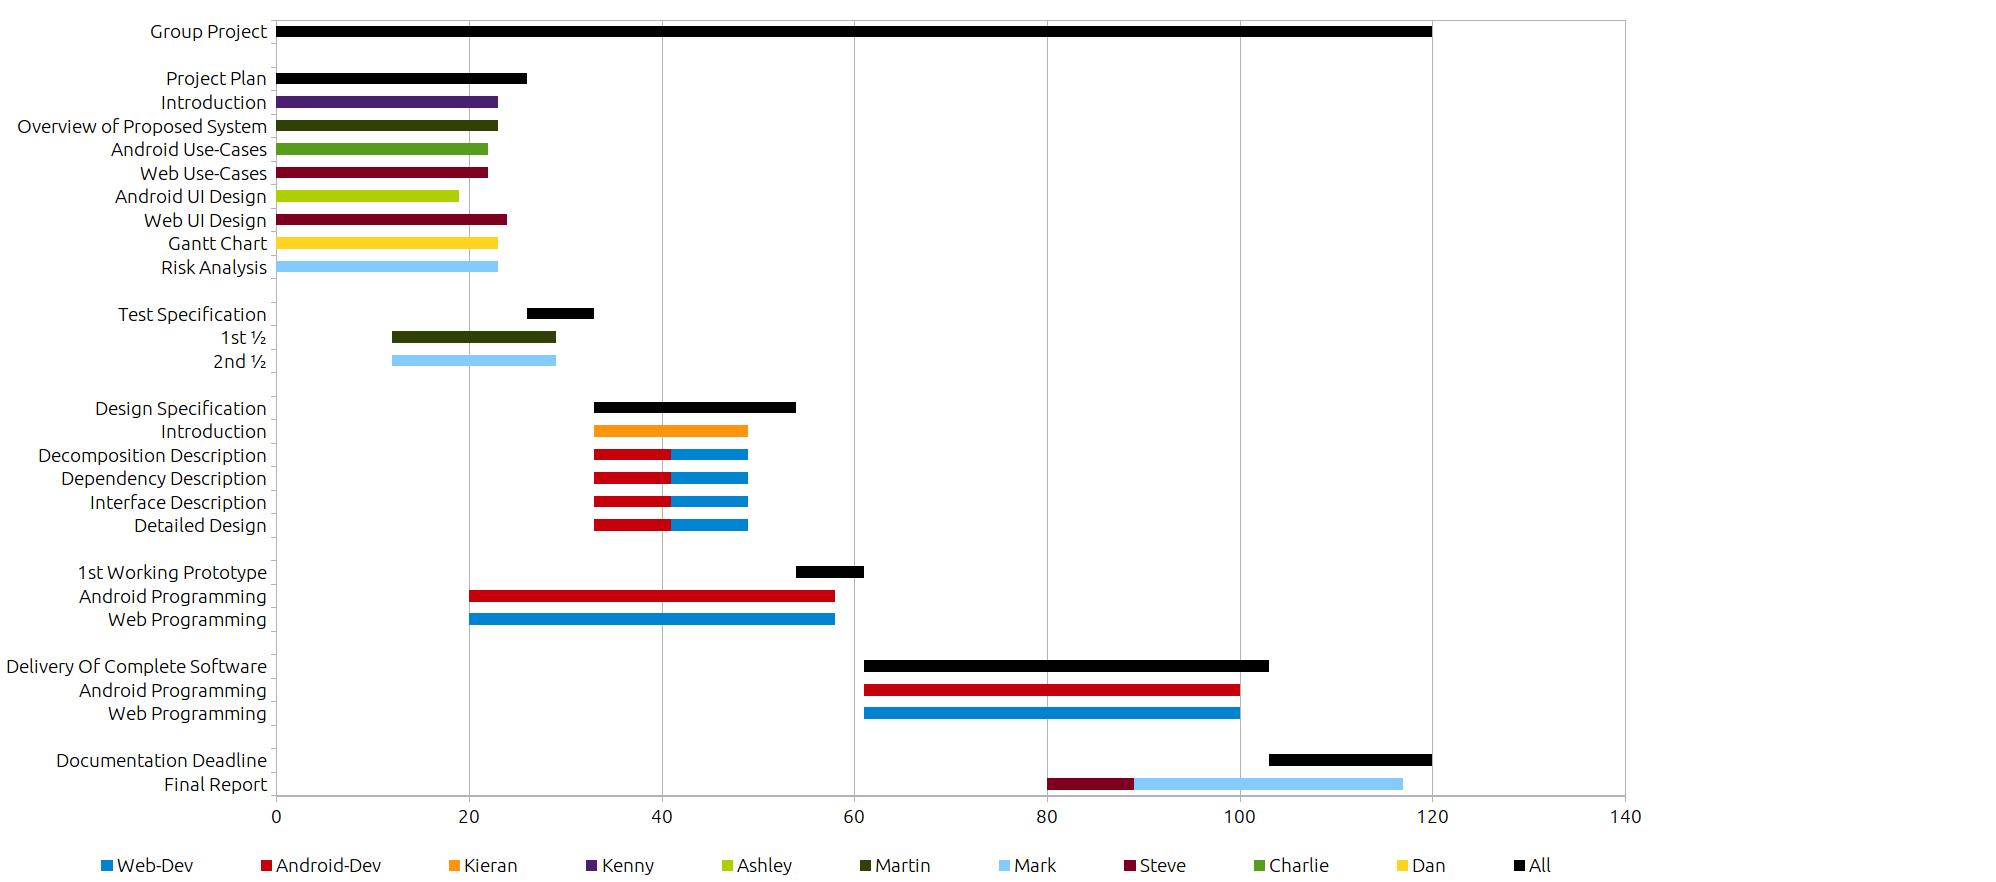 Group Project
Project Plan
Introduction
Overview of Proposed System
Android Use-Cases
Web Use-Cases
Android UI Design
Web UI Design
Gantt Chart
Risk Analysis
Test Specification
1st ½
2nd ½
Design Specification
Introduction
Decomposition Description
Dependency Description
Interface Description
Detailed Design
1st Working Prototype
Android Programming
Web Programming
Delivery Of Complete Software
Android Programming
Web Programming
Documentation Deadline
Final Report
0 20 40 60 80 100 120 140
Web-Dev Android-Dev Kieran Kenny Ashley Martin Mark Steve Charlie Dan All